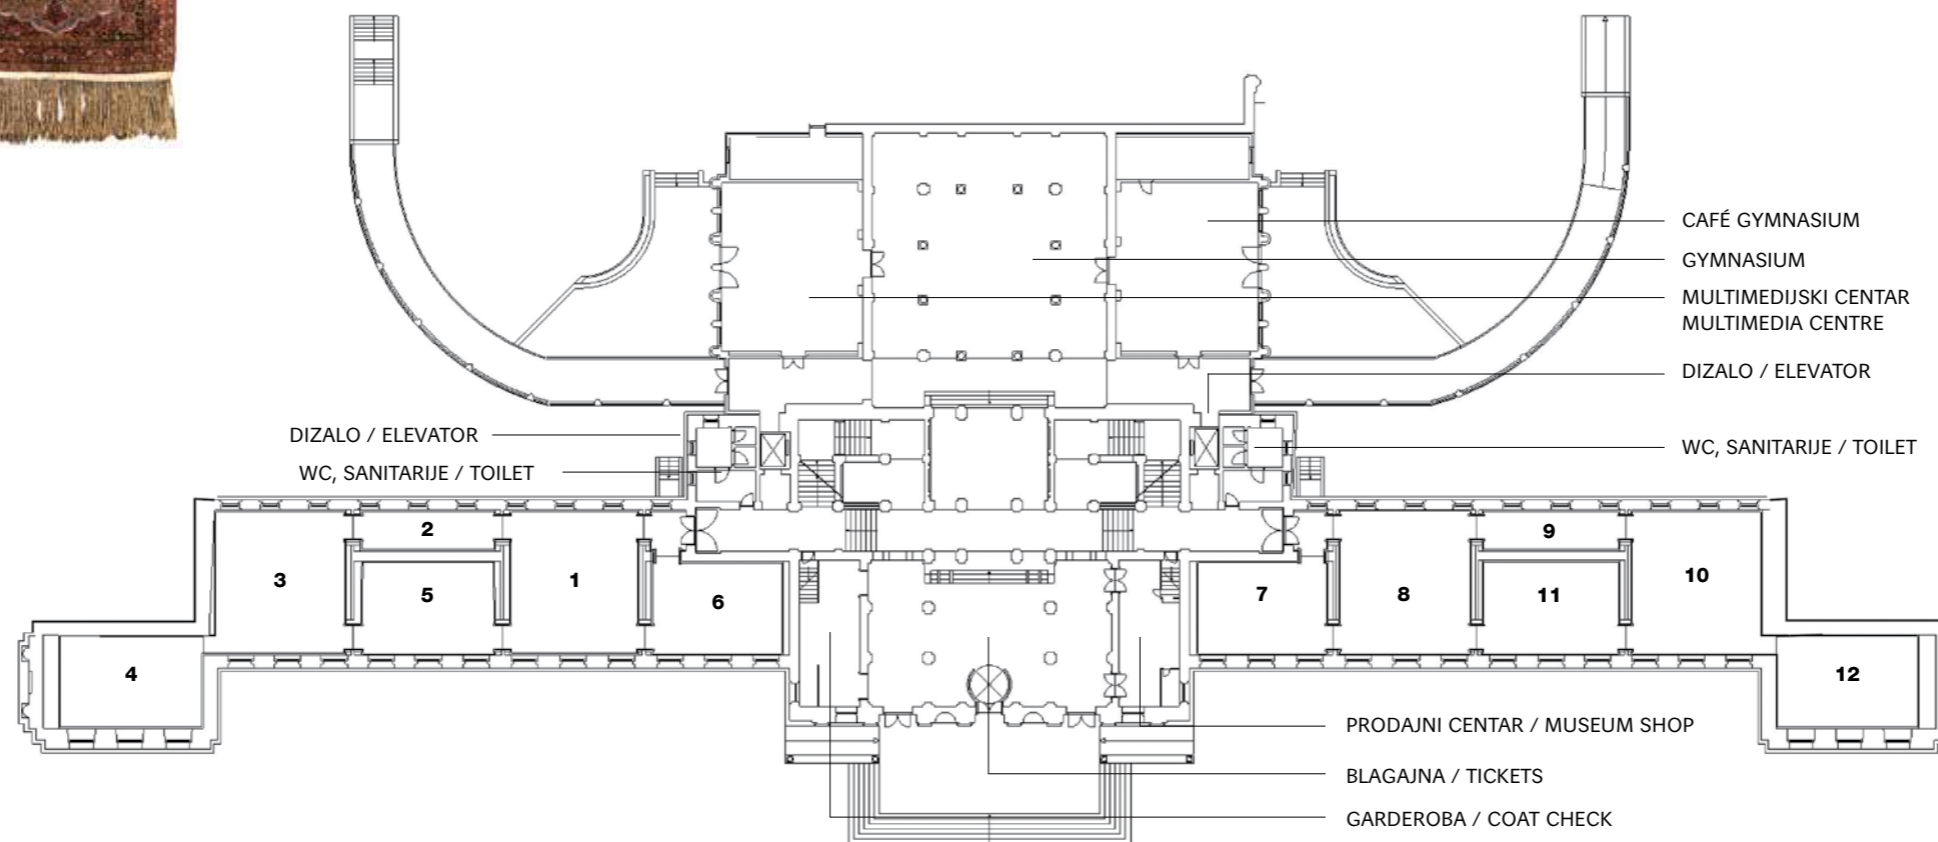 CAFÉ GYMNASIUM
GYMNASIUM
MULTIMEDIJSKI CENTAR
MULTIMEDIA CENTRE
DIZALO / ELEVATOR
DIZALO / ELEVATOR
WC, SANITARIJE / TOILET
WC, SANITARIJE / TOILET
2
9
3
1
10
5
6
7
8
11
4
12
PRODAJNI CENTAR / MUSEUM SHOP
BLAGAJNA / TICKETS
GARDEROBA / COAT CHECK